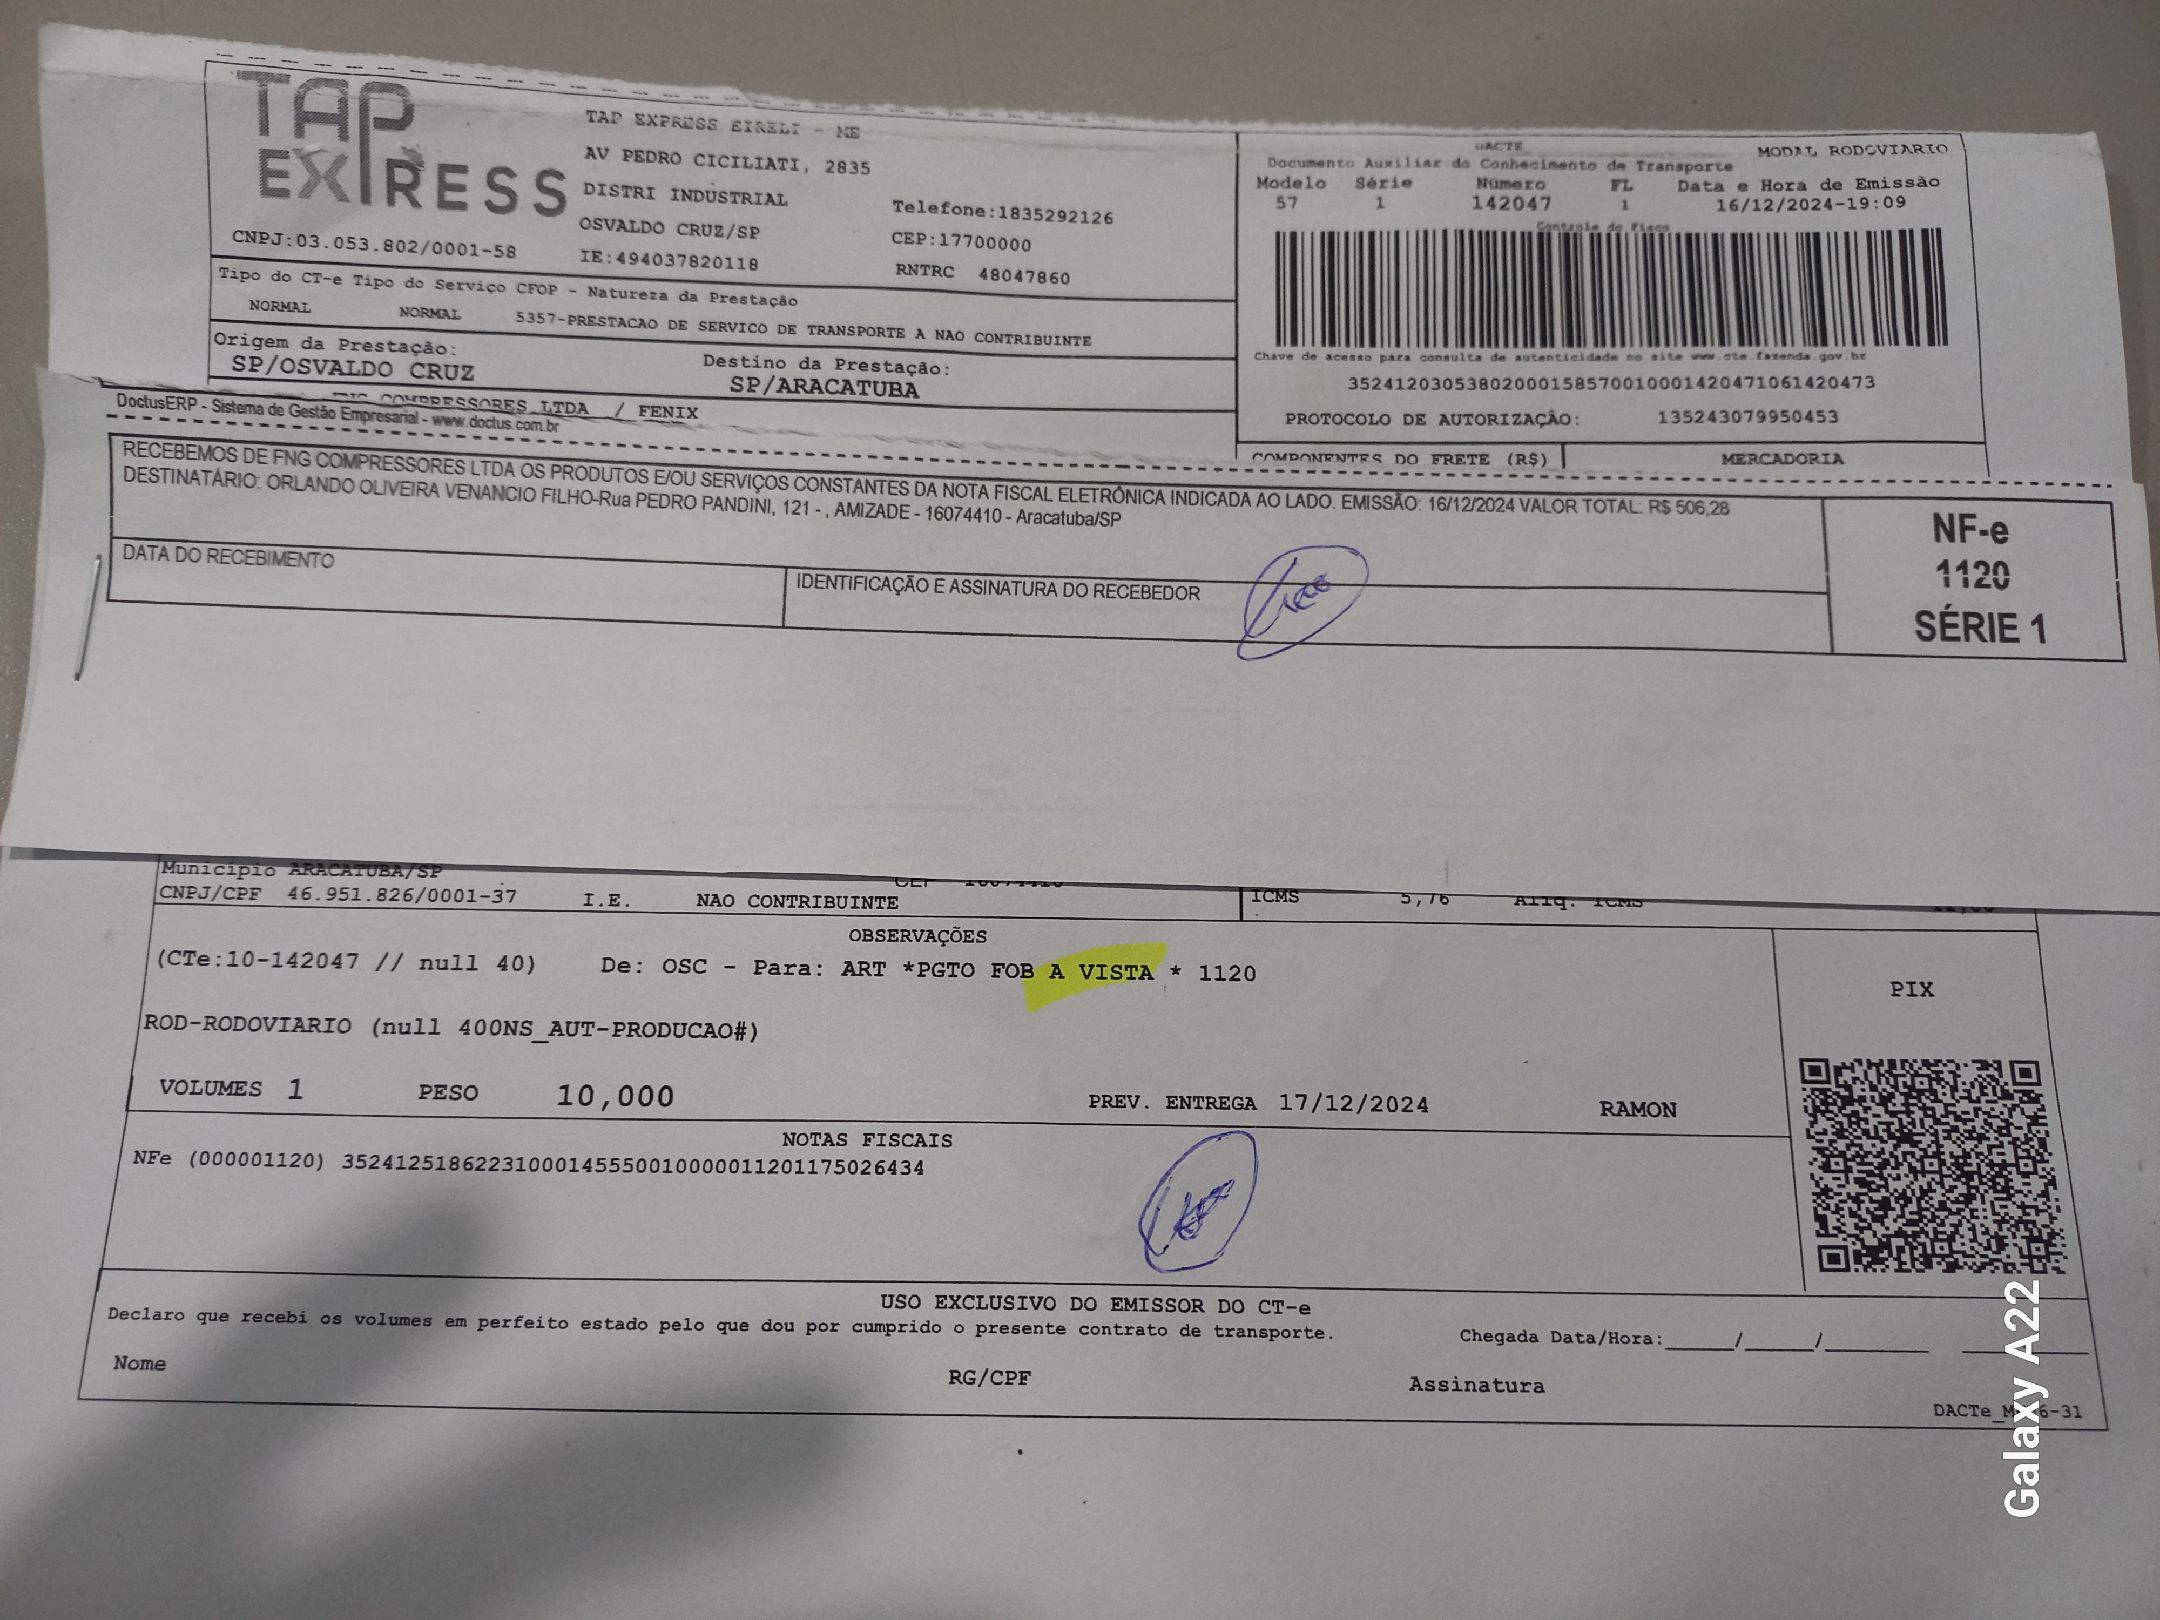 TAP EXPRESS
TAP EXPRESS EIRELI - ME
AV PEDRO CICILIATI, 2835
DISTRI INDUSTRIAL
OSVALDO CRUZ/SP
IE:494037820118
Telefone:1835292126
CEP:17700000
RNTRC 48047860
CNPJ:03.053.802/0001-58
DACTE
MODAL RODOVIARIO
Documento Auxiliar do Conhecimento de Transporte
Modelo Série Número FL Data e Hora de Emissão
57 1 142047 1 16/12/2024-19:09
Controle do Fisco
Tipo do CT-e Tipo do Serviço CFOP - Natureza da Prestação
NORMAL NORMAL 5357-PRESTACAO DE SERVICO DE TRANSPORTE A NAO CONTRIBUINTE
Origem da Prestação:
SP/OSVALDO CRUZ
Destino da Prestação:
SP/ARACATUBA
Chave de acesso para consulta de autenticidade no site www.cte.fazenda.gov.br
35241203053802000158570010001420471061420473
PROTOCOLO DE AUTORIZAÇÃO: 135243079950453
COMPRESSORES LTDA / FENIX
COMPONENTES DO FRETE (R$) MERCADORIA
DoctusERP - Sistema de Gestão Empresarial - www.doctus.com.br
RECEBEMOS DE FNG COMPRESSORES LTDA OS PRODUTOS E/OU SERVIÇOS CONSTANTES DA NOTA FISCAL ELETRÔNICA INDICADA AO LADO. EMISSÃO: 16/12/2024 VALOR TOTAL: R$ 506,28
DESTINATÁRIO: ORLANDO OLIVEIRA VENANCIO FILHO-Rua PEDRO PANDINI, 121 - , AMIZADE - 16074410 - Aracatuba/SP
DATA DO RECEBIMENTO
IDENTIFICAÇÃO E ASSINATURA DO RECEBEDOR
NF-e
1120
SÉRIE 1
Município ARACATUBA/SP
CNPJ/CPF 46.951.826/0001-37 I.E. NAO CONTRIBUINTE
ICMS 5,76 Aliq. ICMS
OBSERVAÇÕES
(CTe:10-142047 // null 40) De: OSC - Para: ART *PGTO FOB A VISTA * 1120
PIX
ROD-RODOVIARIO (null 400NS_AUT-PRODUCAO#)
VOLUMES 1 PESO 10,000 PREV. ENTREGA 17/12/2024 RAMON
NOTAS FISCAIS
NFe (000001120) 35241251862231000145550010000011201175026434
USO EXCLUSIVO DO EMISSOR DO CT-e
Declaro que recebi os volumes em perfeito estado pelo que dou por cumprido o presente contrato de transporte.
Chegada Data/Hora:_____/_____/________
Nome RG/CPF Assinatura
Galaxy A22